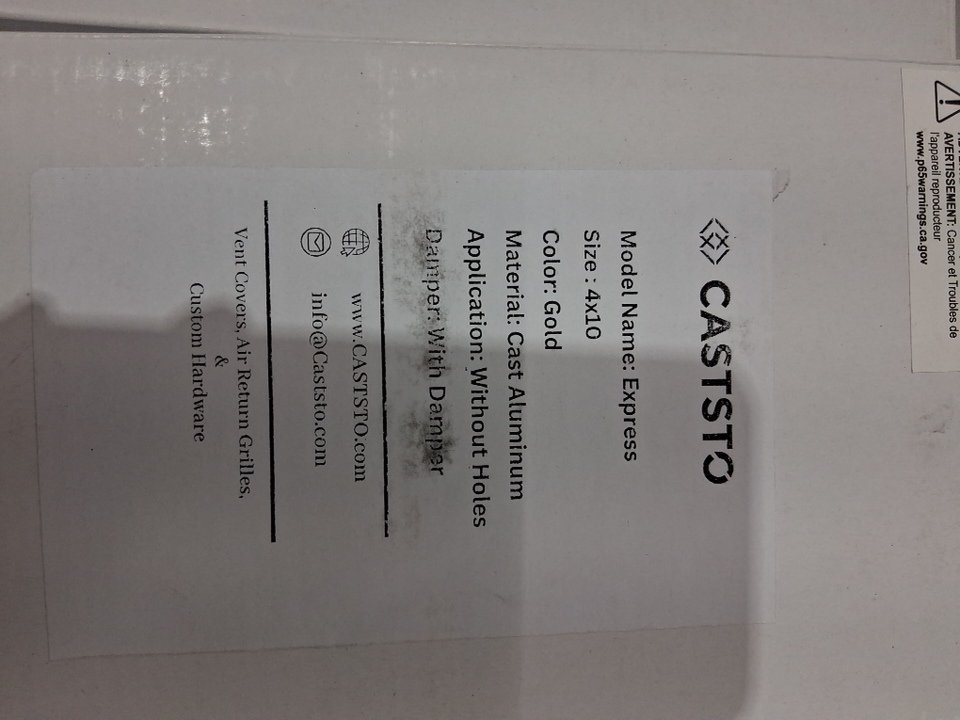 CASTSTO
Model Name: Express
Size : 4x10
Color: Gold
Material: Cast Aluminum
Application: Without Holes
Damper: With Damper
www.CASTSTO.com
info@Caststo.com
Vent Covers, Air Return Grilles,
&
Custom Hardware
AVERTISSEMENT: Cancer et Troubles de
l'appareil reproducteur
www.p65warnings.ca.gov